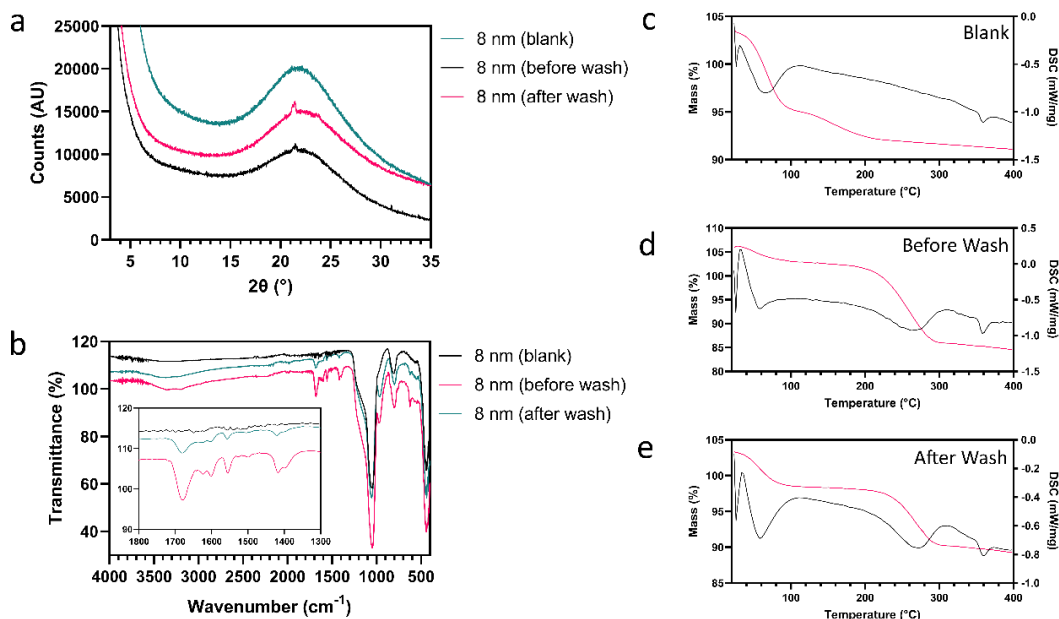 a
25000
20000
15000
10000
5000
0
Counts (AU)
5 10 15 20 25 30 35
2θ (°)
8 nm (blank)
8 nm (before wash)
8 nm (after wash)
b
120
100
80
60
40
Transmittance (%)
4000 3500 3000 2500 2000 1500 1000 500
Wavenumber (cm⁻¹)
120
110
100
90
1800 1700 1600 1500 1400 1300
8 nm (blank)
8 nm (before wash)
8 nm (after wash)
c
Blank
105
100
95
90
Mass (%)
0.0
-0.5
-1.0
-1.5
DSC (mW/mg)
100 200 300 400
Temperature (°C)
d
Before Wash
110
105
100
95
90
85
80
Mass (%)
0.5
0.0
-0.5
-1.0
-1.5
DSC (mW/mg)
100 200 300 400
Temperature (°C)
e
After Wash
105
100
95
90
85
Mass (%)
0.0
-0.2
-0.4
-0.6
-0.8
-1.0
DSC (mW/mg)
100 200 300 400
Temperature (°C)